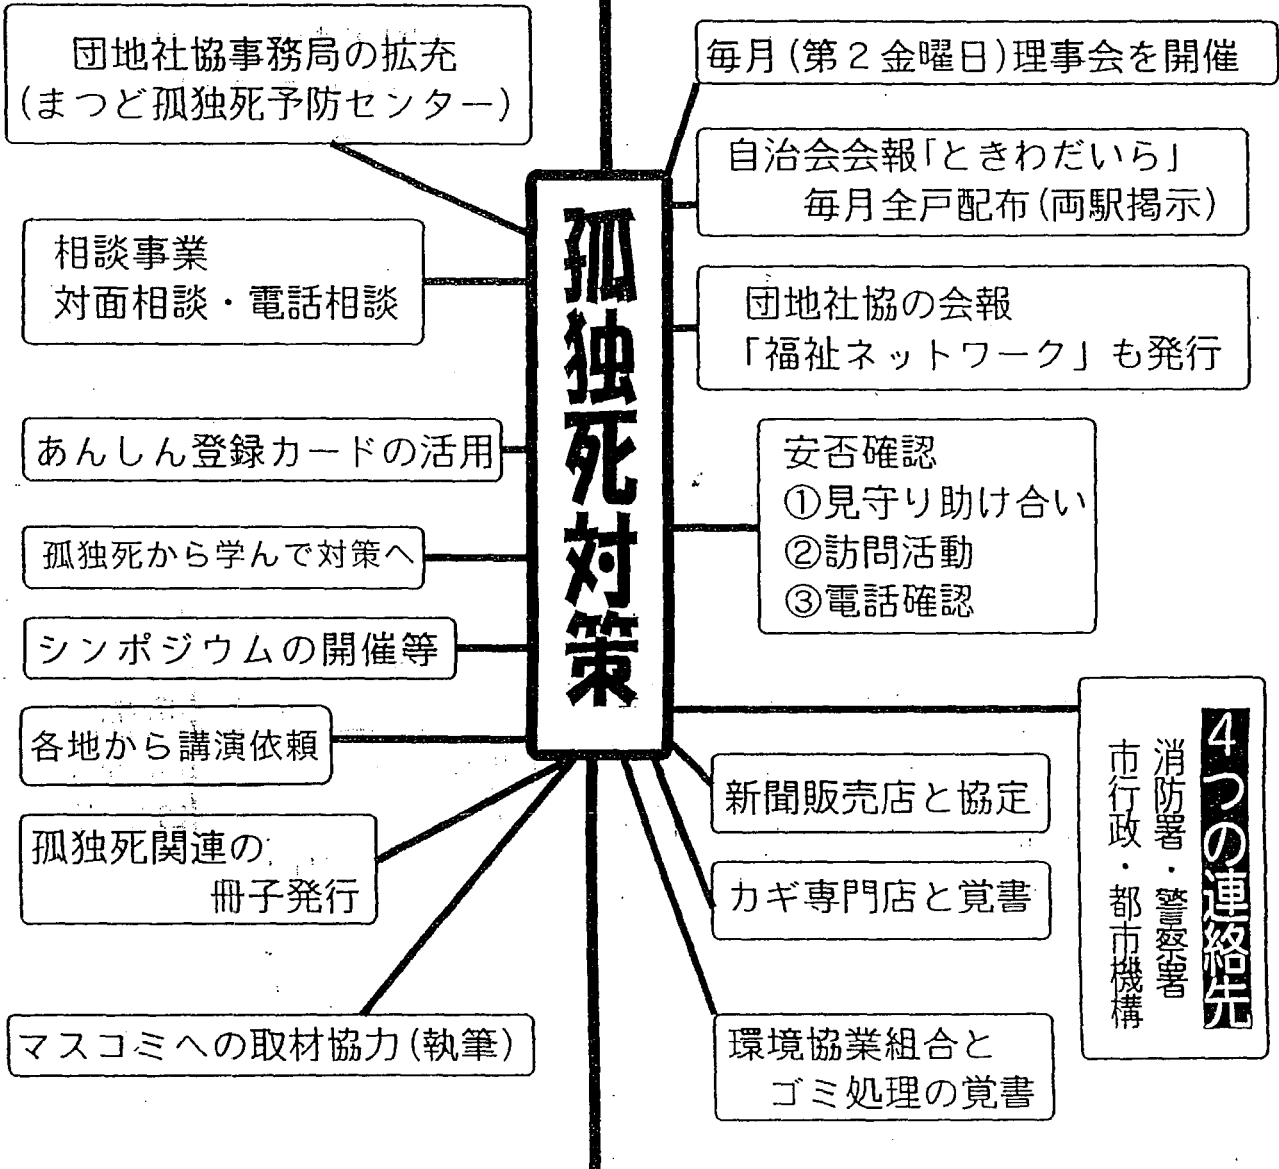 団地社協事務局の拡充
(まつど孤独死予防センター)
相談事業
対面相談・電話相談
あんしん登録カードの活用
孤独死から学んで対策へ
シンポジウムの開催等
各地から講演依頼
孤独死関連の
冊子発行
マスコミへの取材協力(執筆)
孤独死対策
毎月(第2金曜日)理事会を開催
自治会会報「ときわだいら」
毎月全戸配布(両駅掲示)
団地社協の会報
「福祉ネットワーク」も発行
安否確認
①見守り助け合い
②訪問活動
③電話確認
4つの連絡先
消防署・警察署
市行政・都市機構
新聞販売店と協定
カギ専門店と覚書
環境協業組合と
ゴミ処理の覚書